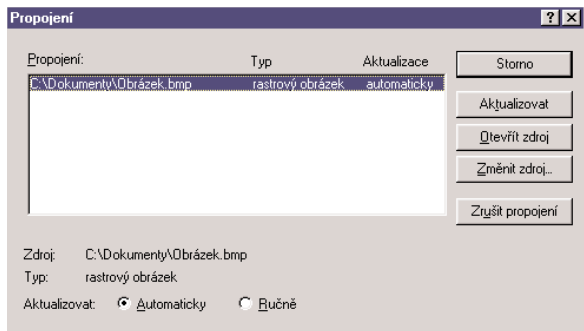 Propojení
Propojení: Typ Aktualizace
C:\Dokumenty\Obrázek.bmp rastrový obrázek automaticky
Storno
Aktualizovat
Otevřít zdroj
Změnit zdroj...
Zrušit propojení
Zdroj: C:\Dokumenty\Obrázek.bmp
Typ: rastrový obrázek
Aktualizovat: Automaticky Ručně